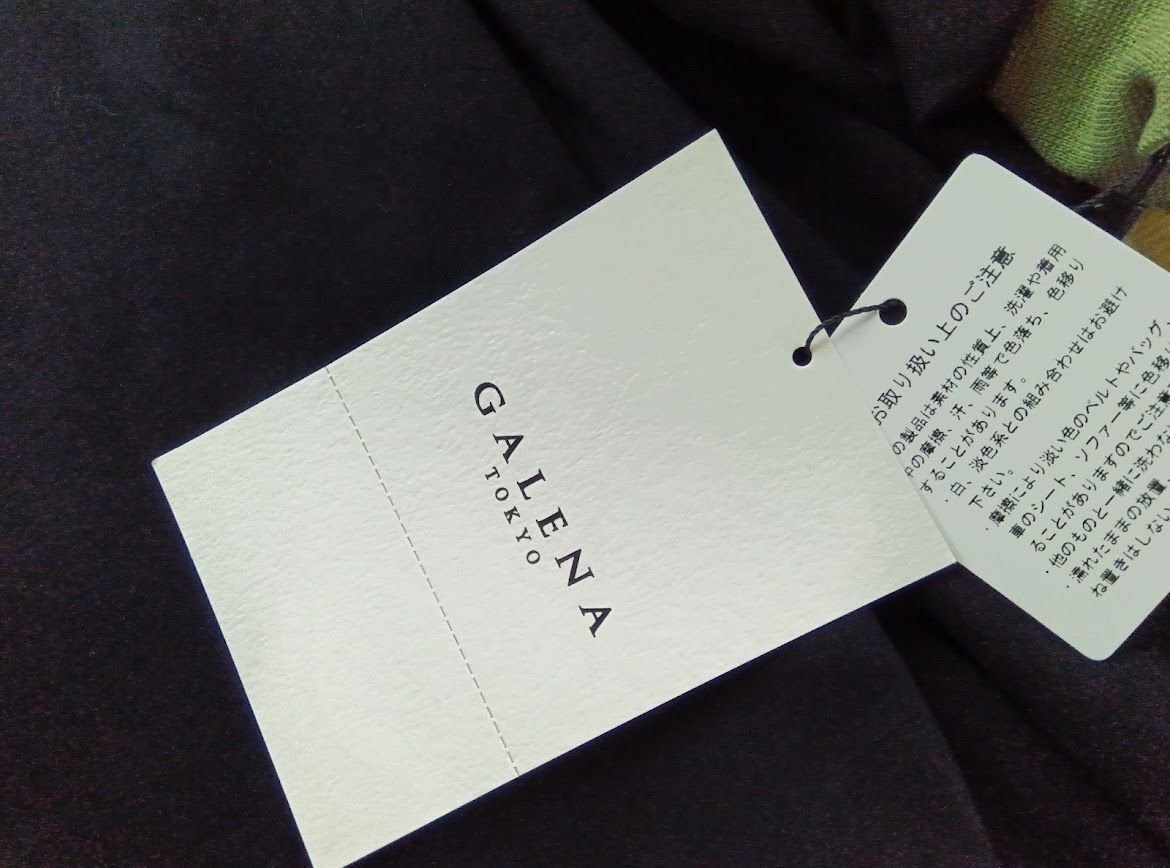 GALENA
TOKYO
お取り扱い上のご注意
の製品は素材の性質上、洗濯や着用
中の摩擦、汗、雨等で色落ち、色移り
することがあります。
・白、淡色系との組み合わせはお避け
下さい。
・摩擦により淡い色のベルトやバッグ、
車のシート、ソファー等に色移
ることがありますのでご注意
・他のものと一緒に洗わな
・濡れたままの放置、
ね置きはしない